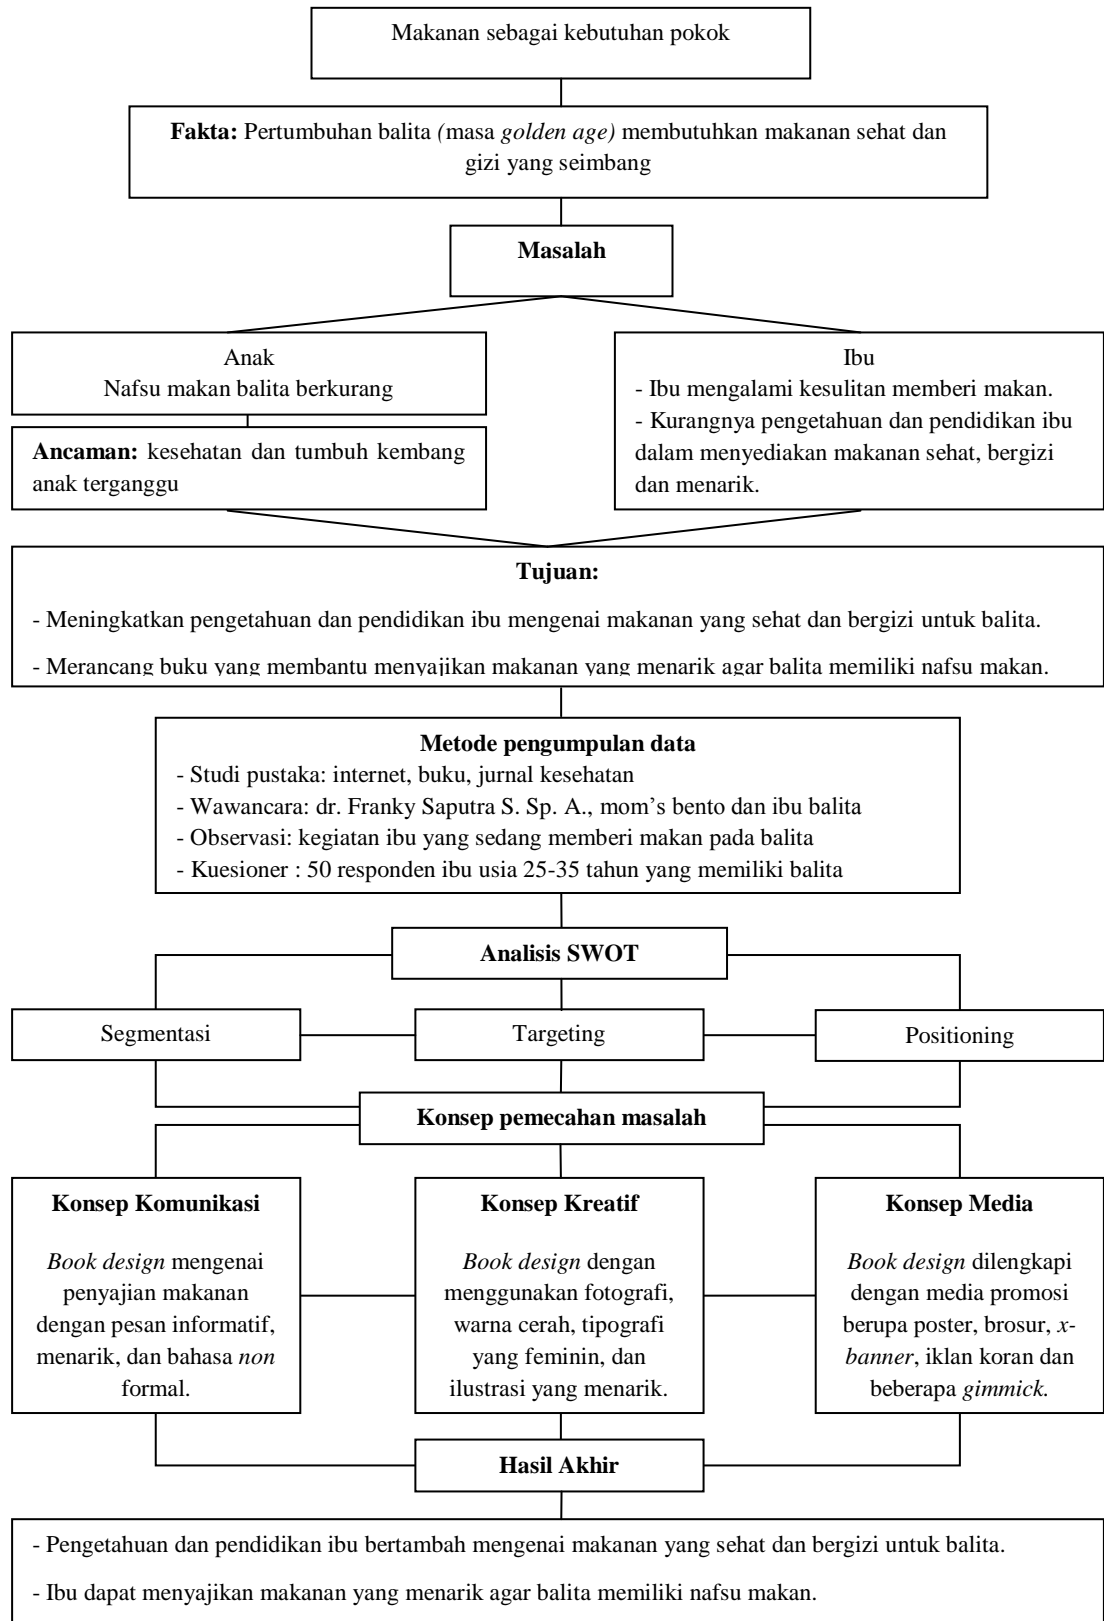 Makanan sebagai kebutuhan pokok
Fakta: Pertumbuhan balita (masa golden age) membutuhkan makanan sehat dan
gizi yang seimbang
Masalah
Anak
Nafsu makan balita berkurang
Ancaman: kesehatan dan tumbuh kembang
anak terganggu
Ibu
- Ibu mengalami kesulitan memberi makan.
- Kurangnya pengetahuan dan pendidikan ibu
dalam menyediakan makanan sehat, bergizi
dan menarik.
Tujuan:
- Meningkatkan pengetahuan dan pendidikan ibu mengenai makanan yang sehat dan bergizi untuk balita.
- Merancang buku yang membantu menyajikan makanan yang menarik agar balita memiliki nafsu makan.
Metode pengumpulan data
- Studi pustaka: internet, buku, jurnal kesehatan
- Wawancara: dr. Franky Saputra S. Sp. A., mom’s bento dan ibu balita
- Observasi: kegiatan ibu yang sedang memberi makan pada balita
- Kuesioner : 50 responden ibu usia 25-35 tahun yang memiliki balita
Analisis SWOT
Segmentasi
Targeting
Positioning
Konsep pemecahan masalah
Konsep Komunikasi
Book design mengenai
penyajian makanan
dengan pesan informatif,
menarik, dan bahasa non
formal.
Konsep Kreatif
Book design dengan
menggunakan fotografi,
warna cerah, tipografi
yang feminin, dan
ilustrasi yang menarik.
Konsep Media
Book design dilengkapi
dengan media promosi
berupa poster, brosur, x-
banner, iklan koran dan
beberapa gimmick.
Hasil Akhir
- Pengetahuan dan pendidikan ibu bertambah mengenai makanan yang sehat dan bergizi untuk balita.
- Ibu dapat menyajikan makanan yang menarik agar balita memiliki nafsu makan.